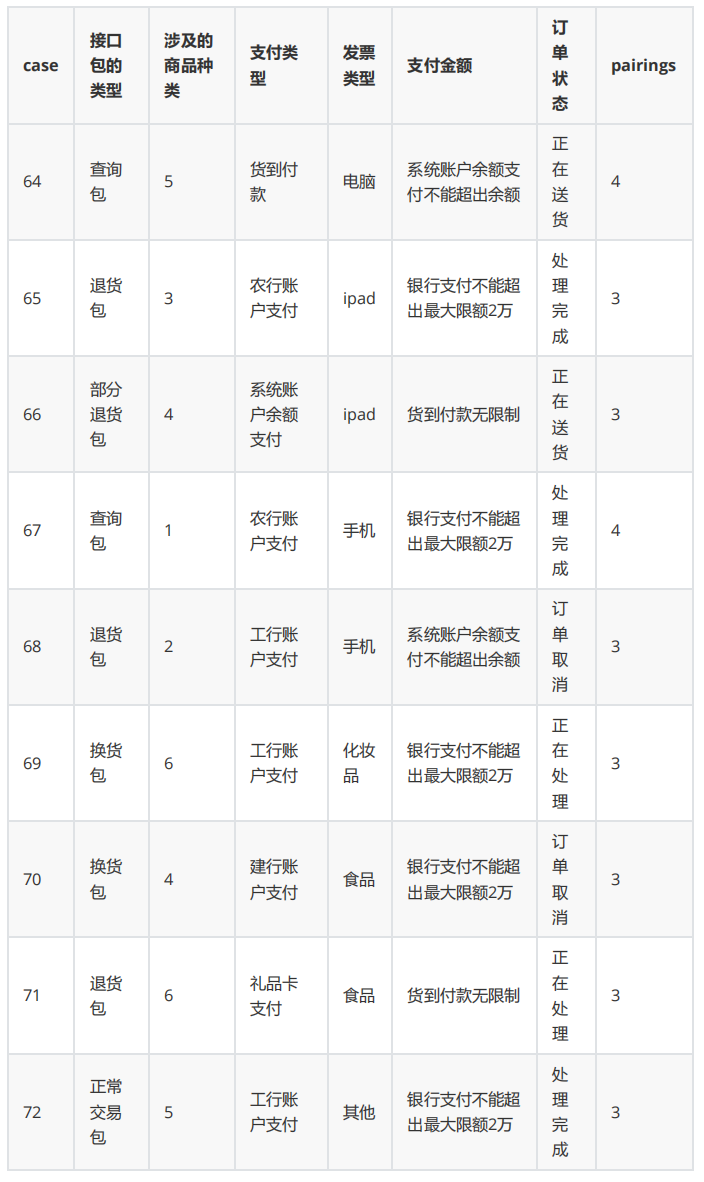 case 接口包的类型 涉及的商品种类 支付类型 发票类型 支付金额 订单状态 pairings
64 查询包 5 货到付款 电脑 系统账户余额支付不能超出余额 正在送货 4
65 退货包 3 农行账户支付 ipad 银行支付不能超出最大限额2万 处理完成 3
66 部分退货包 4 系统账户余额支付 ipad 货到付款无限制 正在送货 3
67 查询包 1 农行账户支付 手机 银行支付不能超出最大限额2万 处理完成 4
68 退货包 2 工行账户支付 手机 系统账户余额支付不能超出余额 订单取消 3
69 换货包 6 工行账户支付 化妆品 银行支付不能超出最大限额2万 正在处理 3
70 换货包 4 建行账户支付 食品 银行支付不能超出最大限额2万 订单取消 3
71 退货包 6 礼品卡支付 食品 货到付款无限制 正在处理 3
72 正常交易包 5 工行账户支付 其他 银行支付不能超出最大限额2万 处理完成 3